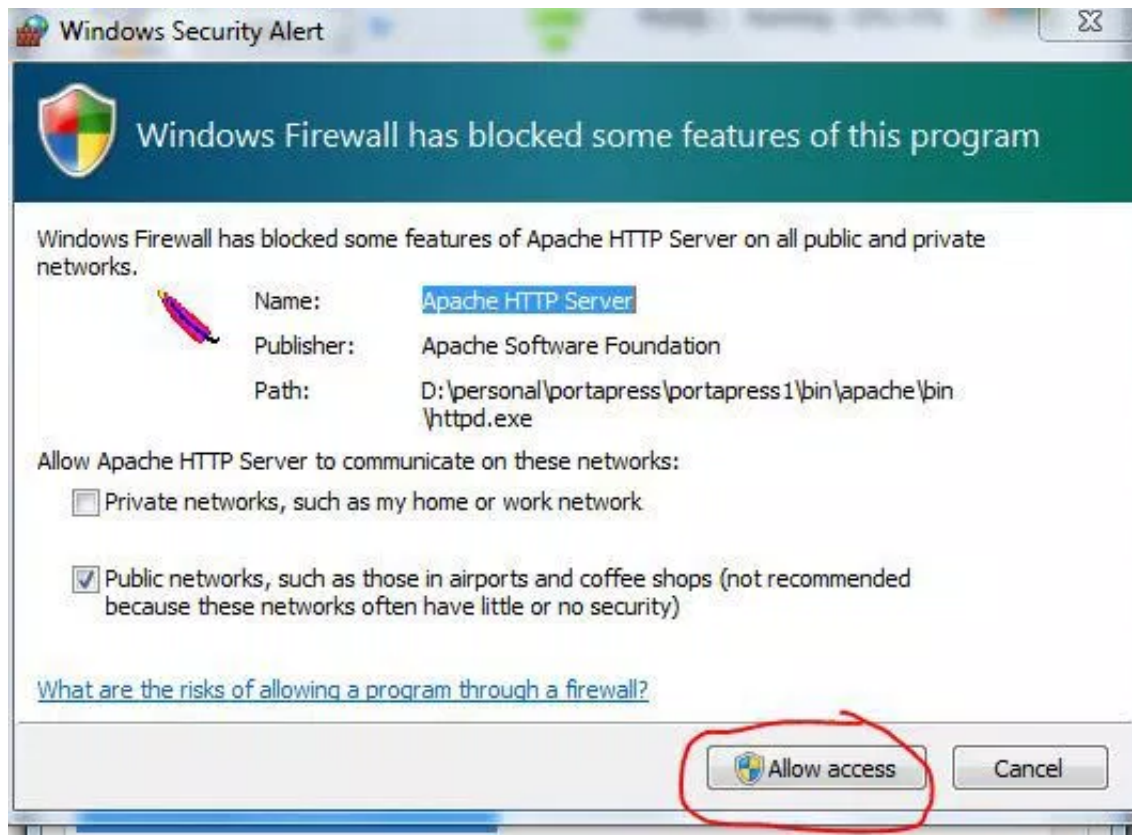 Windows Security Alert
Windows Firewall has blocked some features of this program
Windows Firewall has blocked some features of Apache HTTP Server on all public and private
networks.
Name: Apache HTTP Server
Publisher: Apache Software Foundation
Path: D:\personal\portapress\portapress1\bin\apache\bin
\httpd.exe
Allow Apache HTTP Server to communicate on these networks:
Private networks, such as my home or work network
Public networks, such as those in airports and coffee shops (not recommended
because these networks often have little or no security)
What are the risks of allowing a program through a firewall?
Allow access Cancel